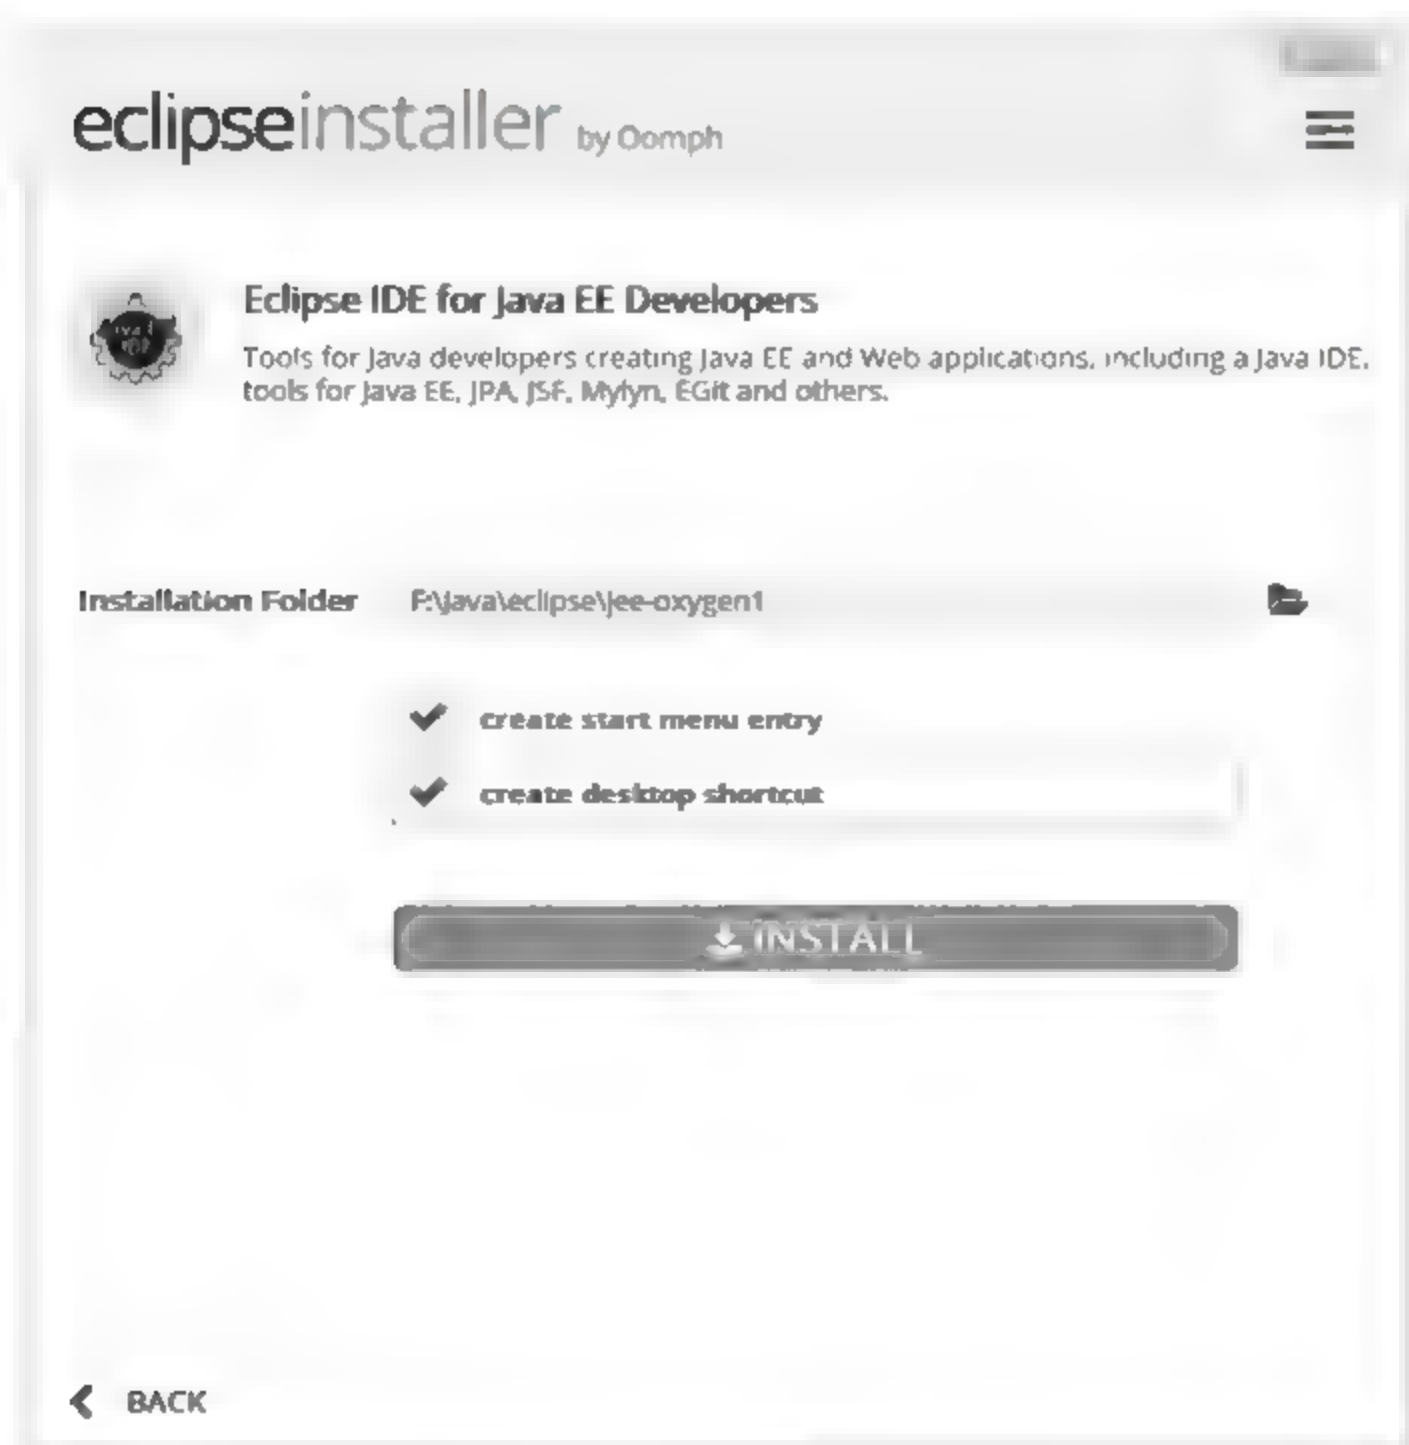 eclipseinstaller by Oomph
Eclipse IDE for Java EE Developers
Tools for Java developers creating Java EE and Web applications, including a Java IDE,
tools for Java EE, JPA, JSF, Mylyn, EGit and others.
Installation Folder F:\Java\eclipse\jee-oxygen1
create start menu entry
create desktop shortcut
INSTALL
BACK